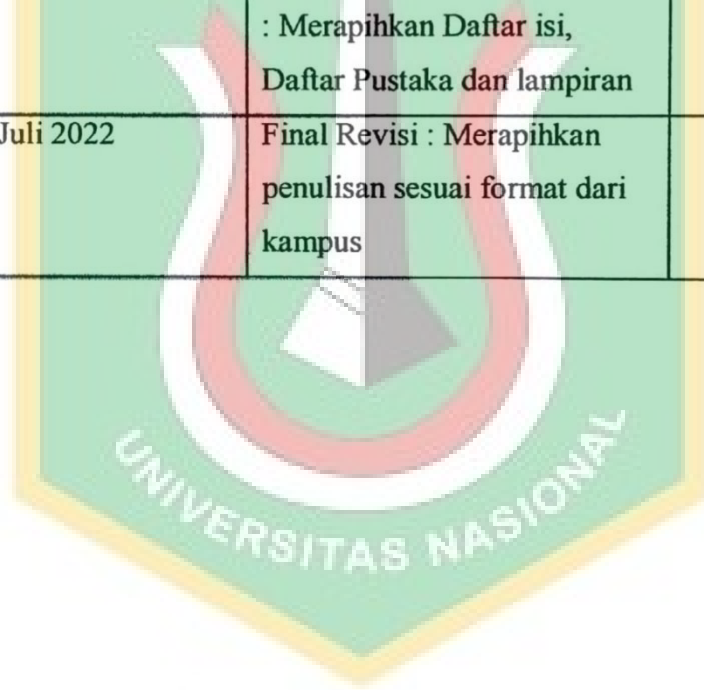 : Merapihkan Daftar isi,
Daftar Pustaka dan lampiran
Juli 2022
Final Revisi : Merapihkan
penulisan sesuai format dari
kampus
UNIVERSITAS NASIONAL